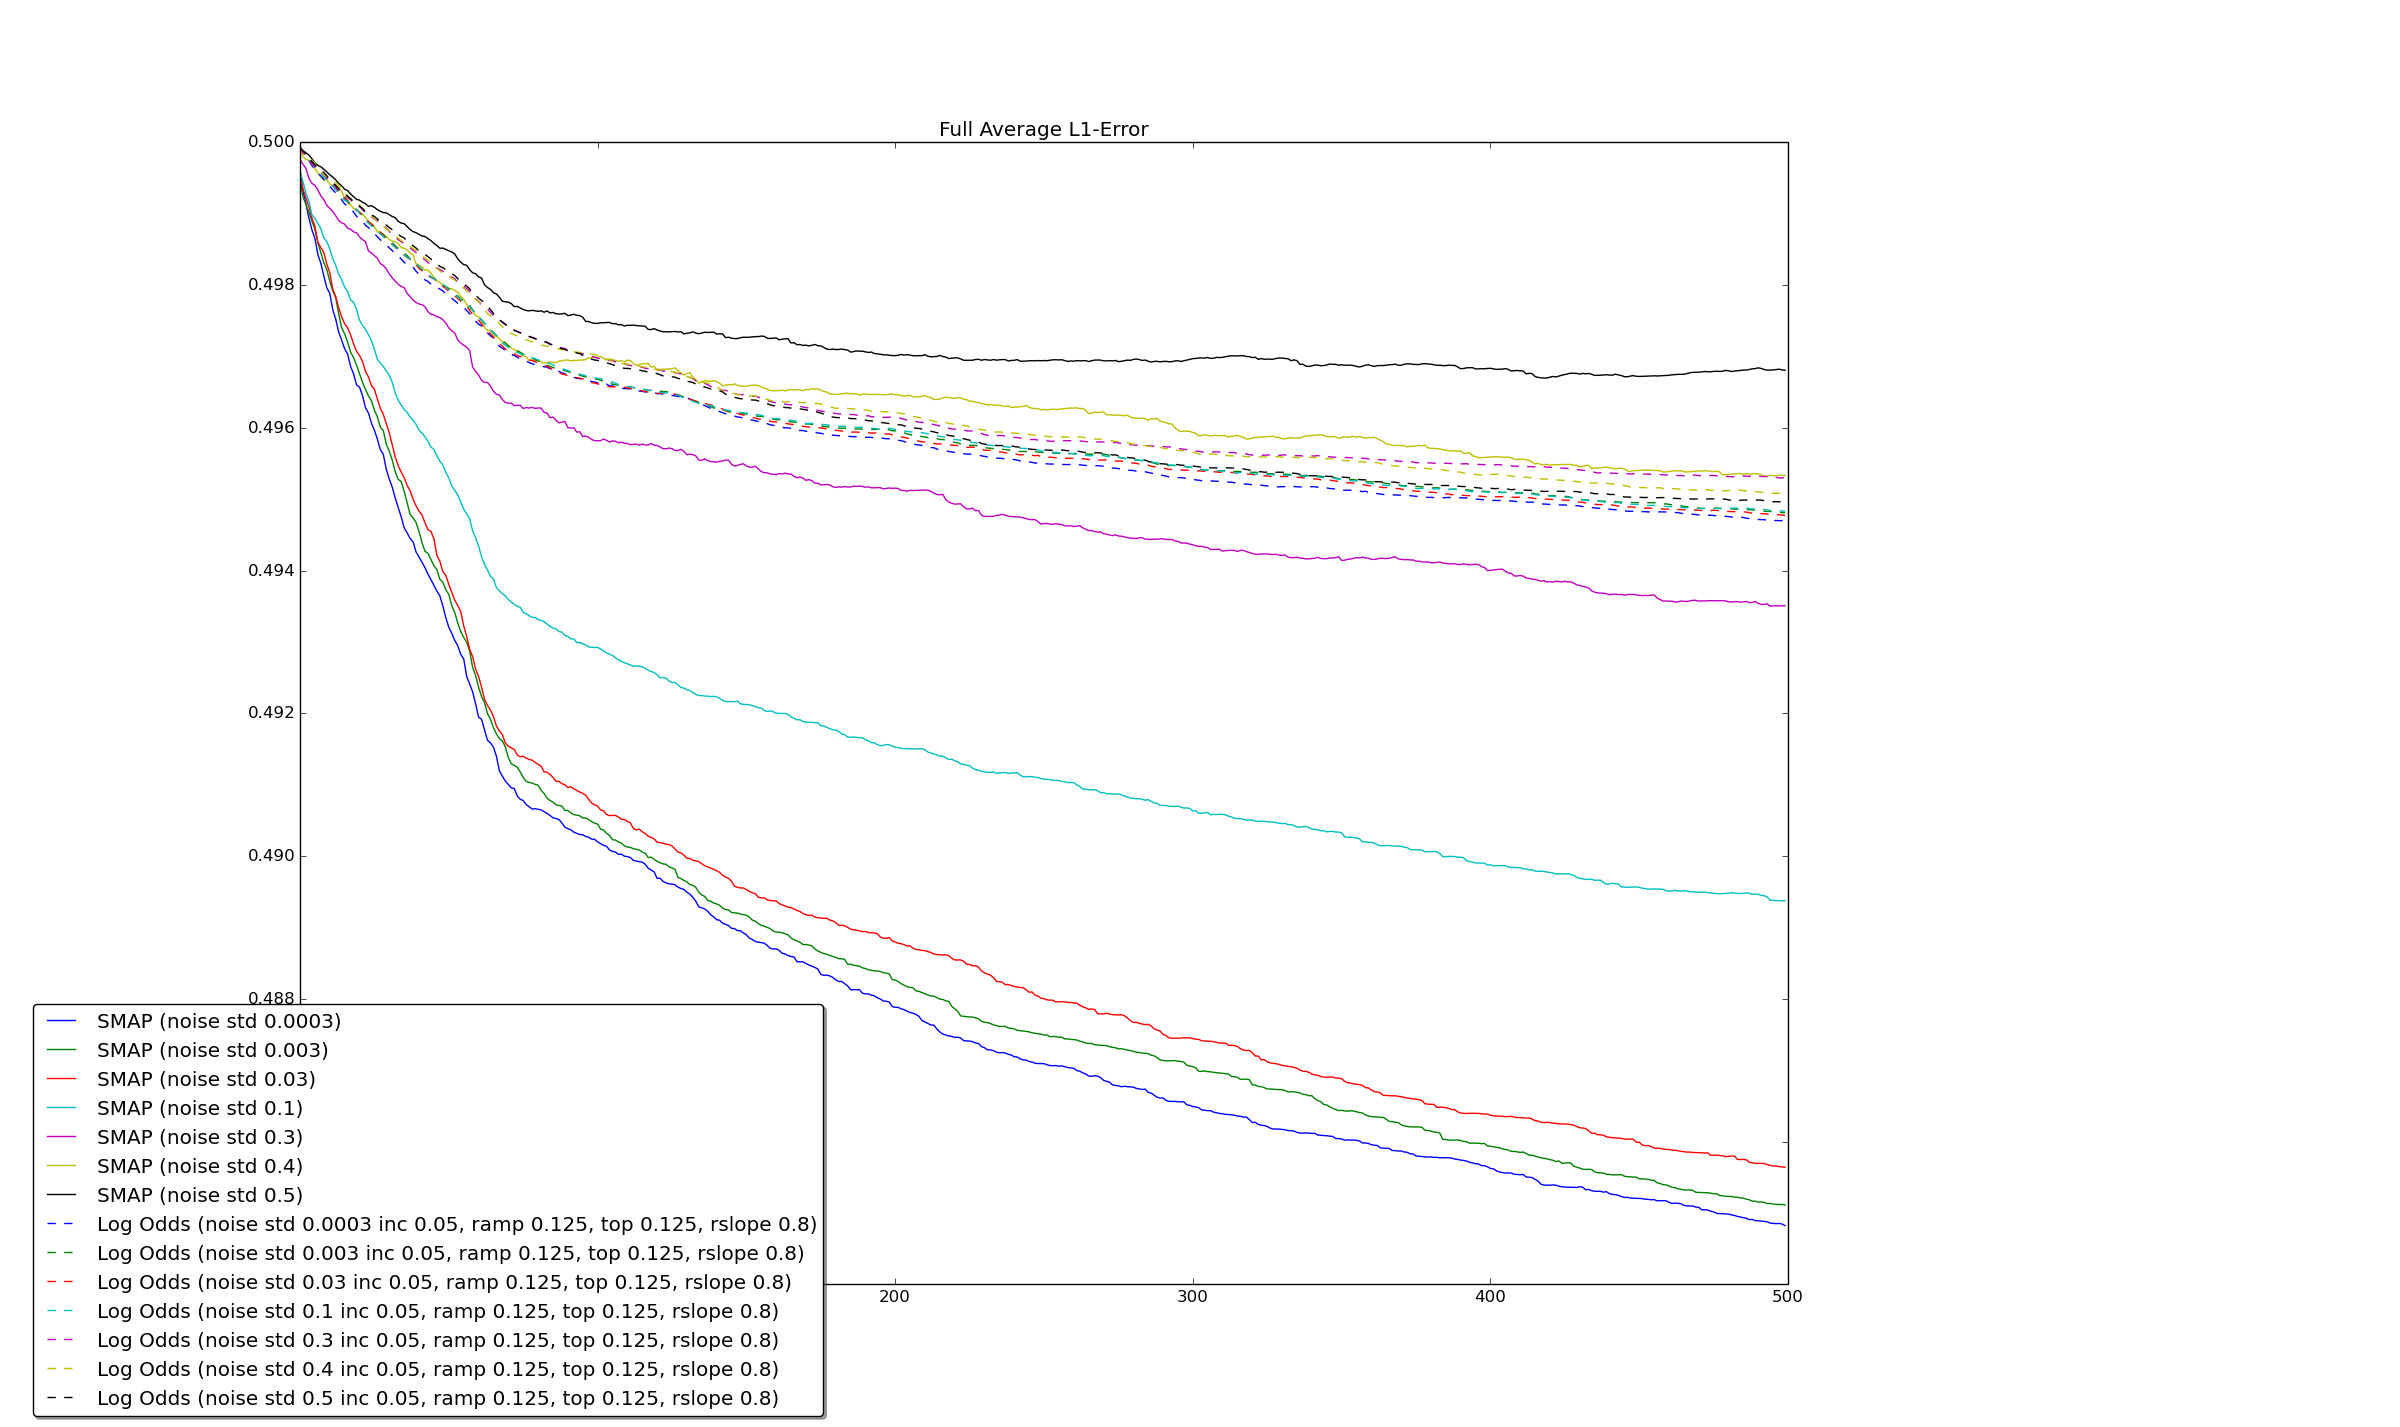 Full Average L1-Error
0.500
0.498
0.496
0.494
0.492
0.490
0.488
200
300
400
500
SMAP (noise std 0.0003)
SMAP (noise std 0.003)
SMAP (noise std 0.03)
SMAP (noise std 0.1)
SMAP (noise std 0.3)
SMAP (noise std 0.4)
SMAP (noise std 0.5)
Log Odds (noise std 0.0003 inc 0.05, ramp 0.125, top 0.125, rslope 0.8)
Log Odds (noise std 0.003 inc 0.05, ramp 0.125, top 0.125, rslope 0.8)
Log Odds (noise std 0.03 inc 0.05, ramp 0.125, top 0.125, rslope 0.8)
Log Odds (noise std 0.1 inc 0.05, ramp 0.125, top 0.125, rslope 0.8)
Log Odds (noise std 0.3 inc 0.05, ramp 0.125, top 0.125, rslope 0.8)
Log Odds (noise std 0.4 inc 0.05, ramp 0.125, top 0.125, rslope 0.8)
Log Odds (noise std 0.5 inc 0.05, ramp 0.125, top 0.125, rslope 0.8)